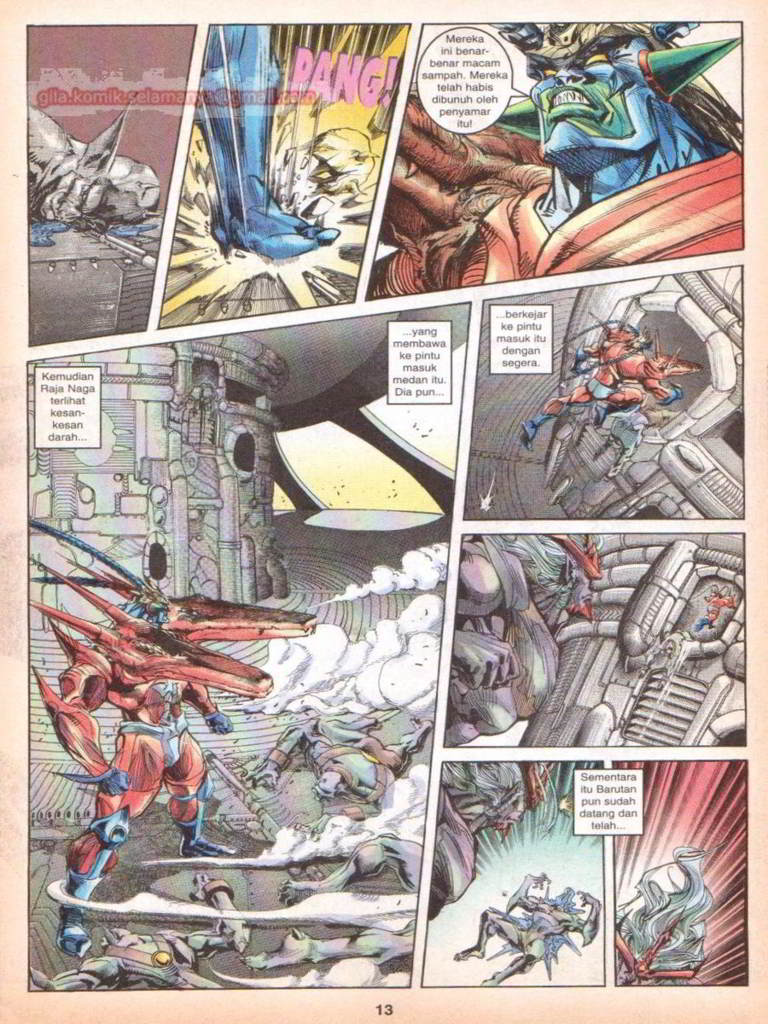 gila.komik.selamanya@gmail.com
PANG!
Mereka
ini benar-
benar macam
sampah. Mereka
telah habis
dibunuh oleh
penyamar
itu!
Kemudian
Raja Naga
terlihat
kesan-
kesan
darah...
...yang
membawa
ke pintu
masuk
medan itu.
Dia pun...
...berkejar
ke pintu
masuk itu
dengan
segera.
Sementara
itu Barutan
pun sudah
datang dan
telah...
13